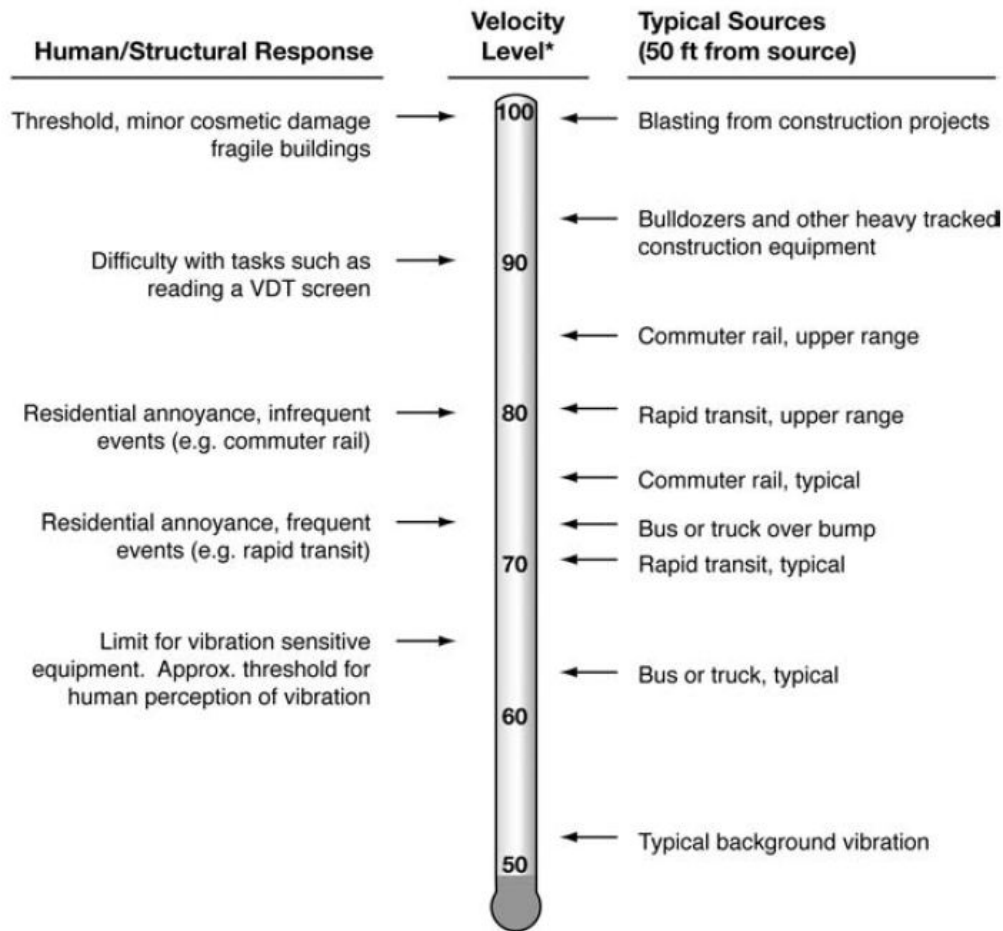 Human/Structural Response
Velocity
Level*
Typical Sources
(50 ft from source)
Threshold, minor cosmetic damage
fragile buildings
100
Blasting from construction projects
Bulldozers and other heavy tracked
construction equipment
Difficulty with tasks such as
reading a VDT screen
90
Commuter rail, upper range
Residential annoyance, infrequent
events (e.g. commuter rail)
80
Rapid transit, upper range
Commuter rail, typical
Residential annoyance, frequent
events (e.g. rapid transit)
Bus or truck over bump
70
Rapid transit, typical
Limit for vibration sensitive
equipment. Approx. threshold for
human perception of vibration
Bus or truck, typical
60
Typical background vibration
50